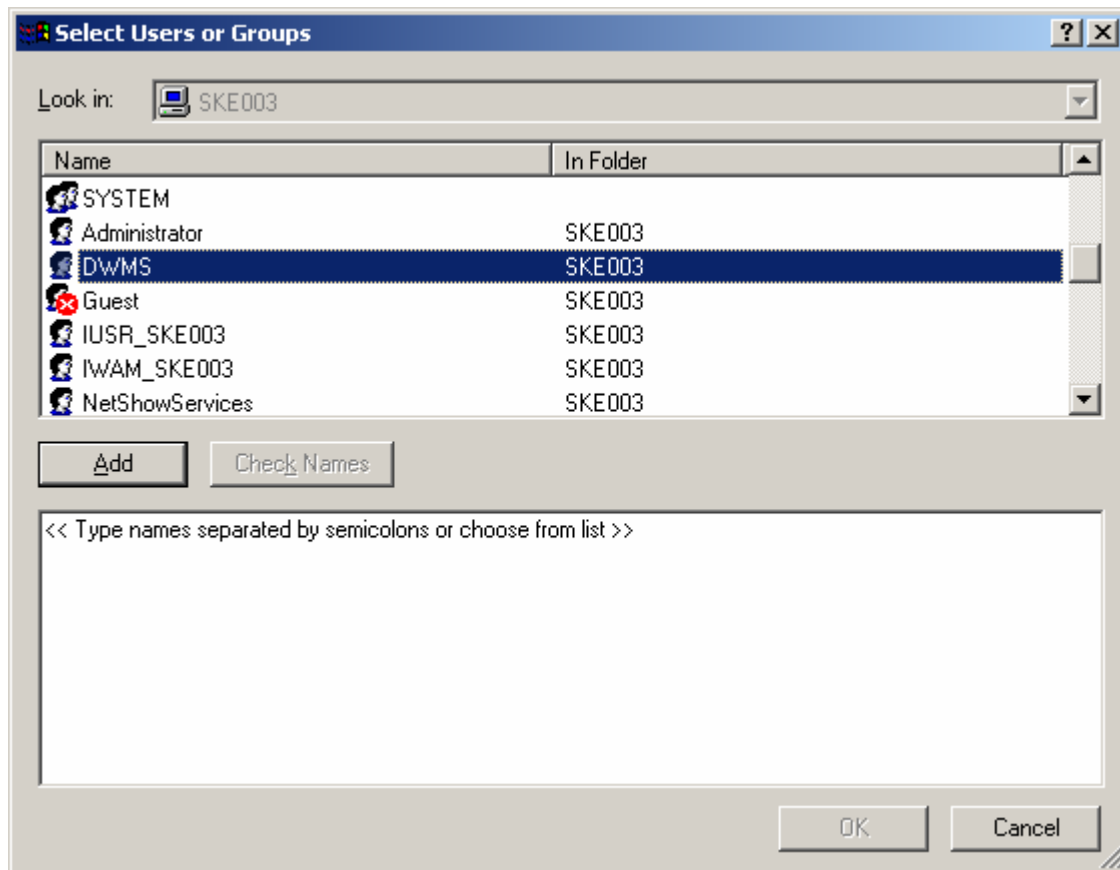 Select Users or Groups
Look in: SKE003
Name In Folder
SYSTEM
Administrator SKE003
DWMS SKE003
Guest SKE003
IUSR_SKE003 SKE003
IWAM_SKE003 SKE003
NetShowServices SKE003
Add Check Names
<< Type names separated by semicolons or choose from list >>
OK Cancel